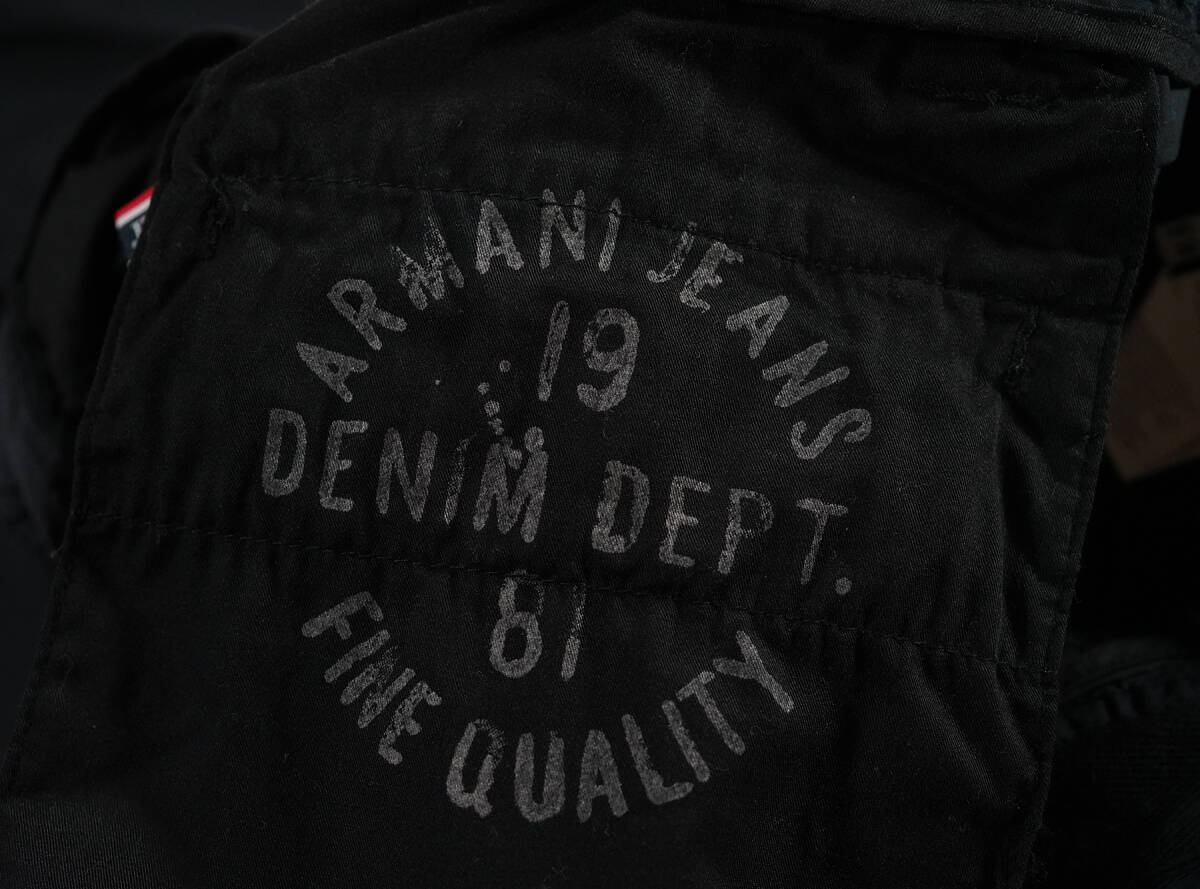 ARMANI JEANS
19
DENIM DEPT.
81
FINE QUALITY